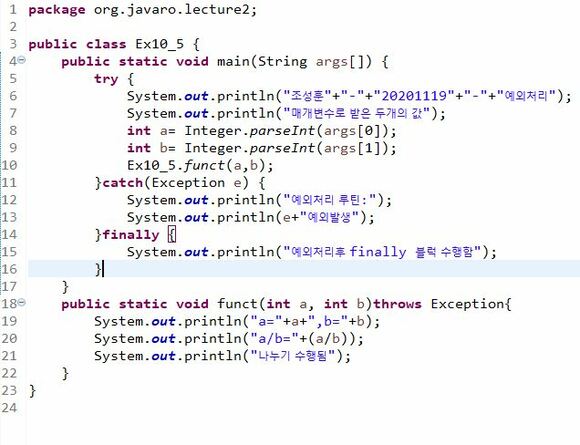 1 package org.javaro.lecture2;
2
3 public class Ex10_5 {
4     public static void main(String args[]) {
5         try {
6             System.out.println("조성훈"+"-"+"20201119"+"-"+"예외처리");
7             System.out.println("매개변수로 받은 두개의 값");
8             int a= Integer.parseInt(args[0]);
9             int b= Integer.parseInt(args[1]);
10             Ex10_5.funct(a,b);
11         }catch(Exception e) {
12             System.out.println("예외처리 루틴:");
13             System.out.println(e+"예외발생");
14         }finally {
15             System.out.println("예외처리후 finally 블럭 수행함");
16         }
17     }
18     public static void funct(int a, int b)throws Exception{
19         System.out.println("a="+a+",b="+b);
20         System.out.println("a/b="+(a/b));
21         System.out.println("나누기 수행됨");
22     }
23 }
24